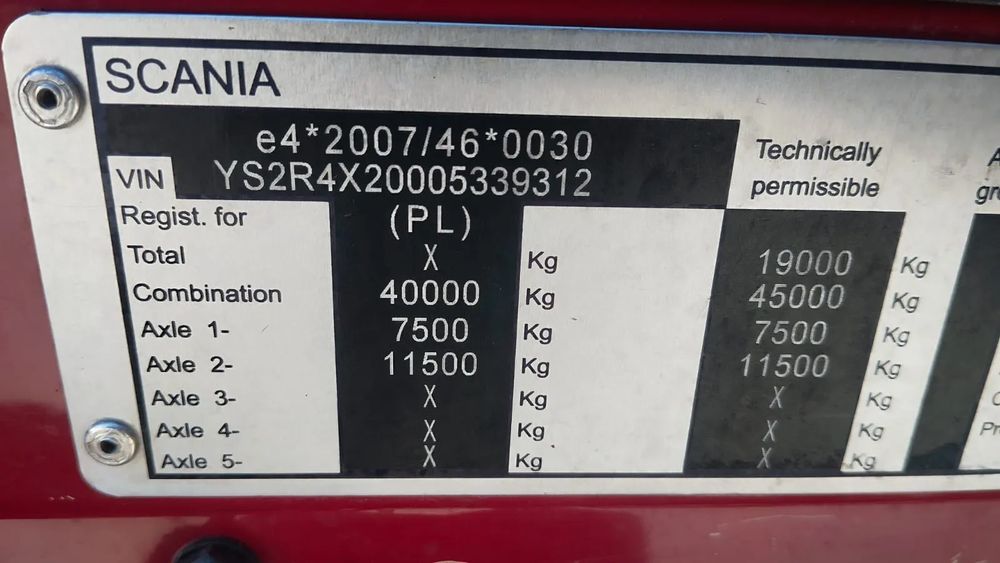 SCANIA
e4*2007/46*0030
VIN YS2R4X20005339312
Technically
permissible
Regist. for (PL)
Total X Kg 19000 Kg
Combination 40000 Kg 45000 Kg
Axle 1- 7500 Kg 7500 Kg
Axle 2- 11500 Kg 11500 Kg
Axle 3- X Kg X Kg
Axle 4- X Kg X Kg
Axle 5- X Kg X Kg